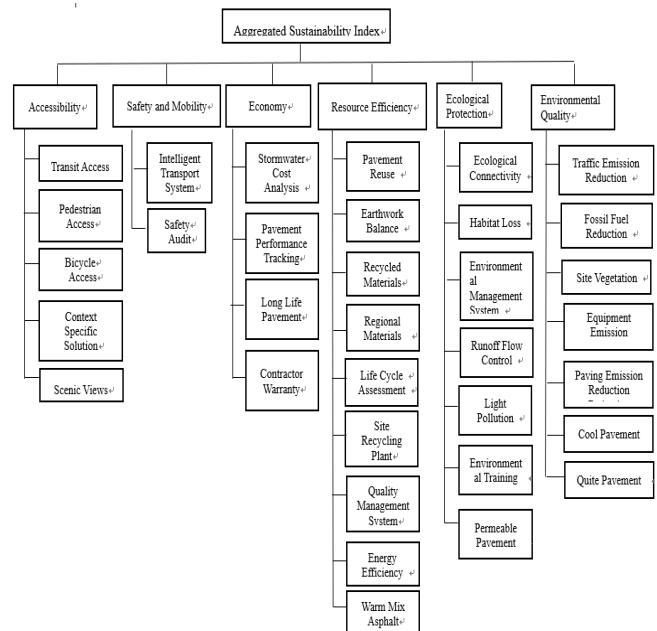 Aggregated Sustainability Index
Accessibility
Safety and Mobility
Economy
Resource Efficiency
Ecological
Protection
Environmental
Quality
Transit Access
Pedestrian
Access
Bicycle
Access
Context
Specific
Solution
Scenic Views
Intelligent
Transport
System
Safety
Audit
Stormwater
Cost
Analysis
Pavement
Performance
Tracking
Long Life
Pavement
Contractor
Warranty
Pavement
Reuse
Earthwork
Balance
Recycled
Materials
Regional
Materials
Life Cycle
Assessment
Site
Recycling
Plant
Quality
Management
System
Energy
Efficiency
Warm Mix
Asphalt
Ecological
Connectivity
Habitat Loss
Environment
al
Management
System
Runoff Flow
Control
Light
Pollution
Environment
al Training
Permeable
Pavement
Traffic Emission
Reduction
Fossil Fuel
Reduction
Site Vegetation
Equipment
Emission
Paving Emission
Reduction
Cool Pavement
Quite Pavement